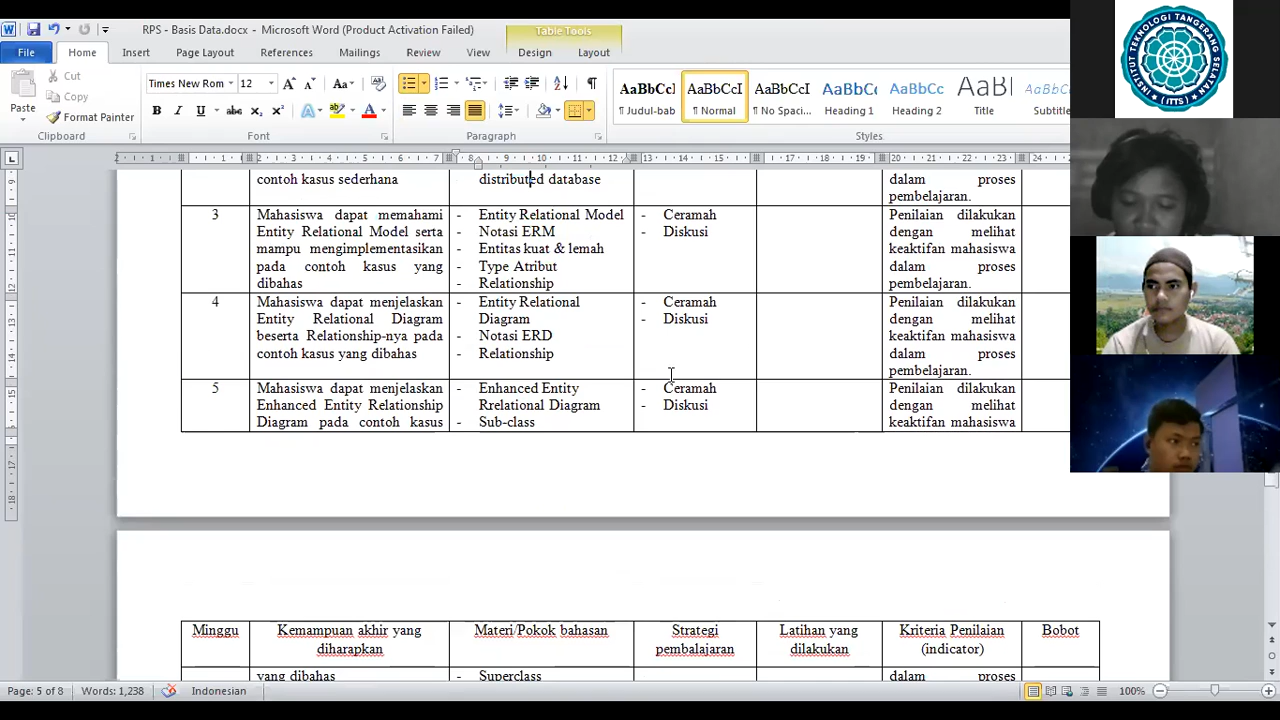 RPS - Basis Data.docx - Microsoft Word (Product Activation Failed)
Table Tools
File Home Insert Page Layout References Mailings Review View Design Layout
Paste
Cut
Copy
Format Painter
Clipboard
Times New Rom 12
Font
Paragraph
AaBbCcI AaBbCcI AaBbCcI AaBbCc AaBbCc AaBI AaBbCc
¶ Judul-bab ¶ Normal ¶ No Spaci... Heading 1 Heading 2 Title Subtitle
Styles
contoh kasus sederhana
distributed database
dalam proses
pembelajaran.
3
Mahasiswa dapat memahami
Entity Relational Model serta
mampu mengimplementasikan
pada contoh kasus yang
dibahas
- Entity Relational Model
- Notasi ERM
- Entitas kuat & lemah
- Type Atribut
- Relationship
- Ceramah
- Diskusi
Penilaian dilakukan
dengan melihat
keaktifan mahasiswa
dalam proses
pembelajaran.
4
Mahasiswa dapat menjelaskan
Entity Relational Diagram
beserta Relationship-nya pada
contoh kasus yang dibahas
- Entity Relational
Diagram
- Notasi ERD
- Relationship
- Ceramah
- Diskusi
Penilaian dilakukan
dengan melihat
keaktifan mahasiswa
dalam proses
pembelajaran.
5
Mahasiswa dapat menjelaskan
Enhanced Entity Relationship
Diagram pada contoh kasus
- Enhanced Entity
Rrelational Diagram
- Sub-class
- Ceramah
- Diskusi
Penilaian dilakukan
dengan melihat
keaktifan mahasiswa
Minggu
Kemampuan akhir yang
diharapkan
Materi/Pokok bahasan
Strategi
pembalajaran
Latihan yang
dilakukan
Kriteria Penilaian
(indicator)
Bobot
yang dibahas
- Superclass
dalam proses
Page: 5 of 8 Words: 1,238 Indonesian 100%
INSTITUT TEKNOLOGI TANGERANG SELATAN
(ITTS)